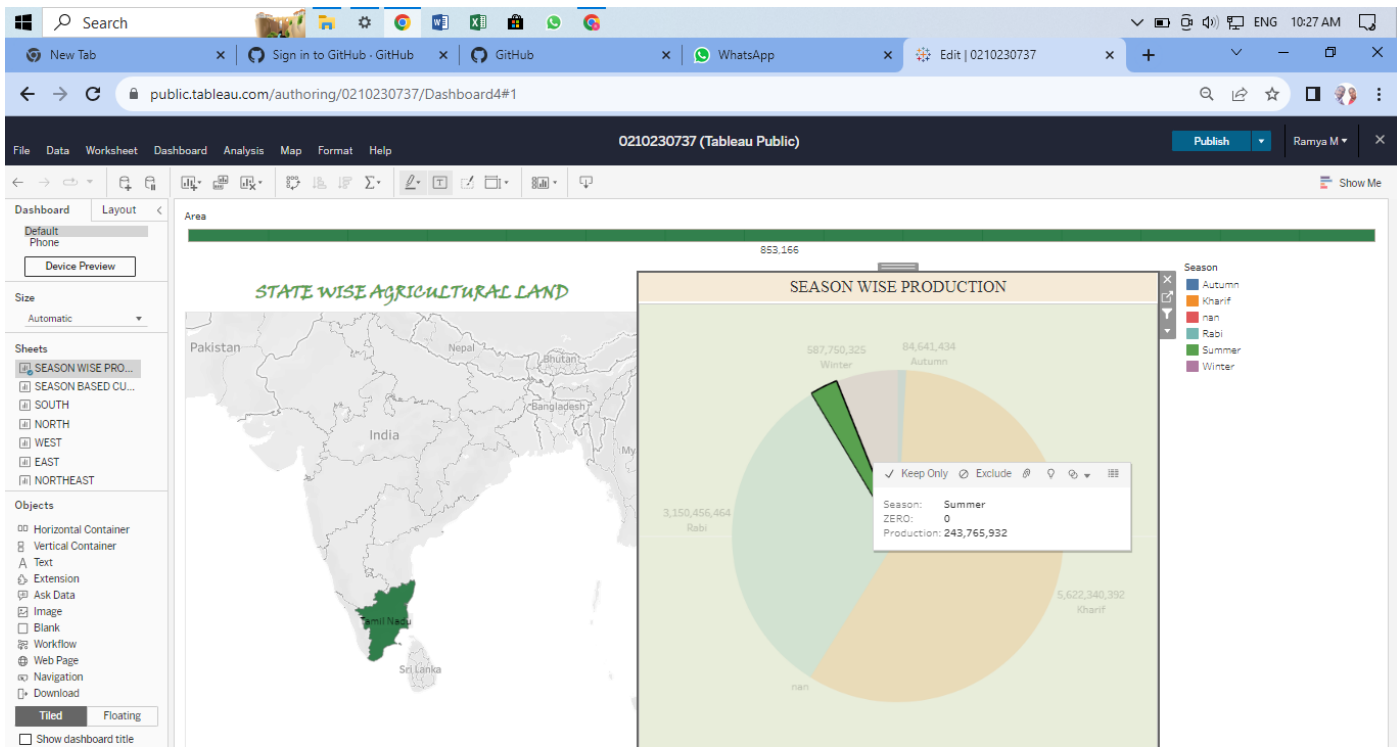 Search
ENG 10:27 AM
New Tab
Sign in to GitHub · GitHub
GitHub
WhatsApp
Edit | 0210230737
public.tableau.com/authoring/0210230737/Dashboard4#1
0210230737 (Tableau Public)
Publish
Ramya M
File Data Worksheet Dashboard Analysis Map Format Help
Show Me
Dashboard Layout
Default
Phone
Device Preview
Size
Automatic
Sheets
SEASON WISE PRO...
SEASON BASED CU...
SOUTH
NORTH
WEST
EAST
NORTHEAST
Objects
Horizontal Container
Vertical Container
Text
Extension
Ask Data
Image
Blank
Workflow
Web Page
Navigation
Download
Tiled Floating
Show dashboard title
Area
853,166
STATE WISE AGRICULTURAL LAND
Pakistan
Nepal
Bhutan
Bangladesh
India
My
Tamil Nadu
Sri Lanka
SEASON WISE PRODUCTION
587,750,325
Winter
84,641,434
Autumn
3,150,456,464
Rabi
5,622,340,392
Kharif
nan
Keep Only Exclude
Season: Summer
ZERO: 0
Production: 243,765,932
Season
Autumn
Kharif
nan
Rabi
Summer
Winter